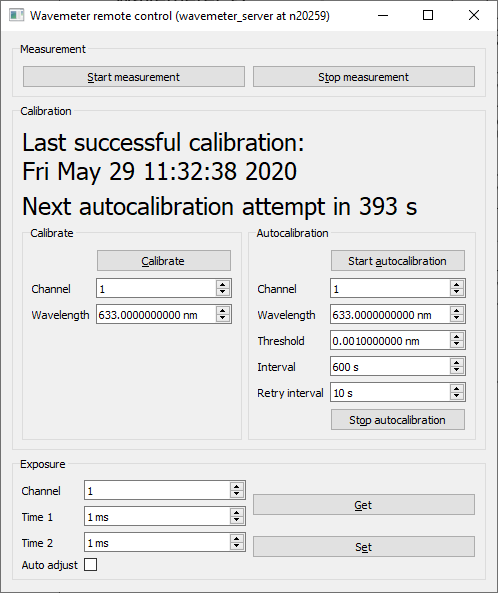 Wavemeter remote control (wavemeter_server at n20259)
Measurement
Start measurement
Stop measurement
Calibration
Last successful calibration:
Fri May 29 11:32:38 2020
Next autocalibration attempt in 393 s
Calibrate
Calibrate
Channel
1
Wavelength
633.0000000000 nm
Autocalibration
Start autocalibration
Channel
1
Wavelength
633.0000000000 nm
Threshold
0.0010000000 nm
Interval
600 s
Retry interval
10 s
Stop autocalibration
Exposure
Channel
1
Time 1
1 ms
Time 2
1 ms
Auto adjust
Get
Set